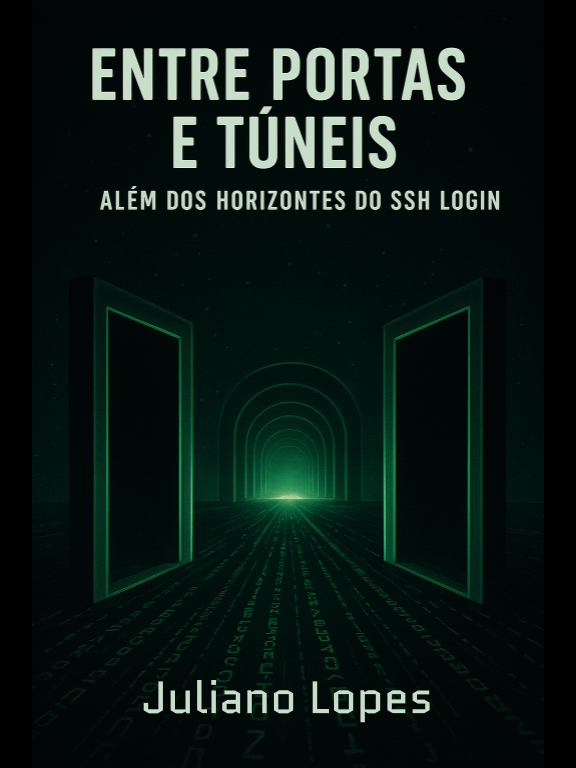 ENTRE PORTAS
E TÚNEIS
ALÉM DOS HORIZONTES DO SSH LOGIN
Juliano Lopes